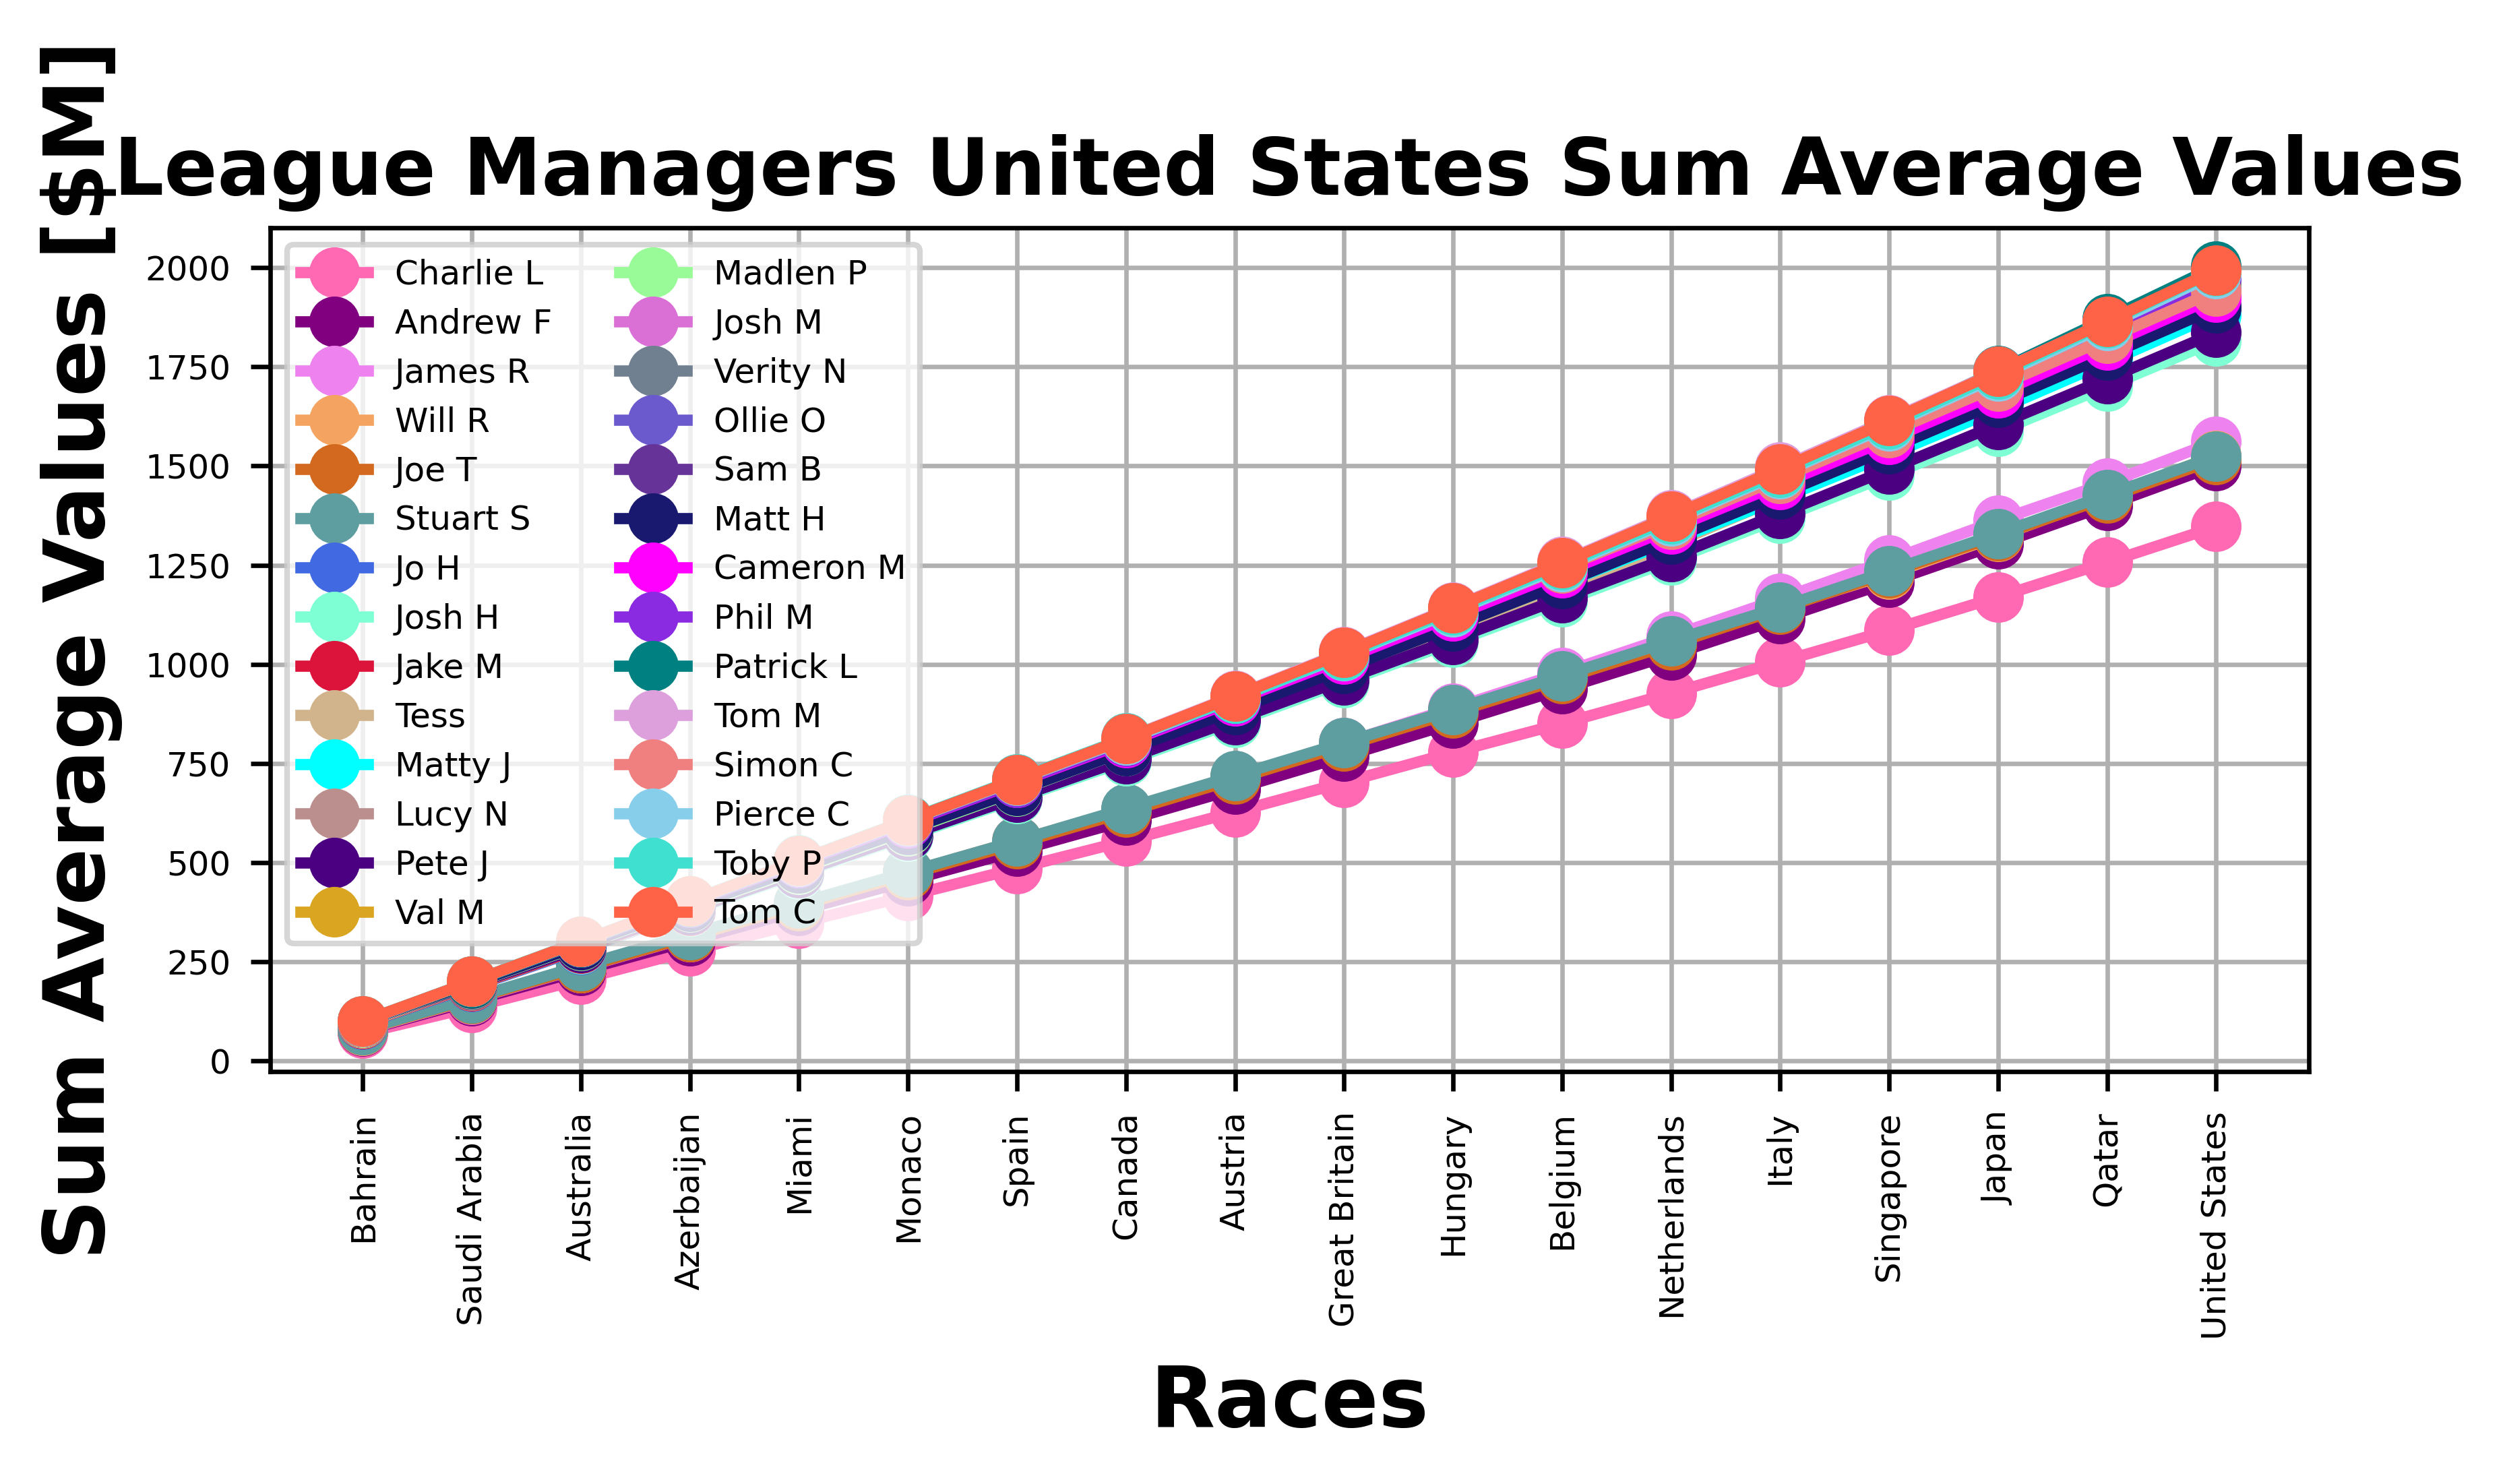 League Managers United States Sum Average Values
Sum Average Values [$M]
2000
1750
1500
1250
1000
750
500
250
0
Charlie L
Andrew F
James R
Will R
Joe T
Stuart S
Jo H
Josh H
Jake M
Tess
Matty J
Lucy N
Pete J
Val M
Madlen P
Josh M
Verity N
Ollie O
Sam B
Matt H
Cameron M
Phil M
Patrick L
Tom M
Simon C
Pierce C
Toby P
Tom C
Bahrain
Saudi Arabia
Australia
Azerbaijan
Miami
Monaco
Spain
Canada
Austria
Great Britain
Hungary
Belgium
Netherlands
Italy
Singapore
Japan
Qatar
United States
Races